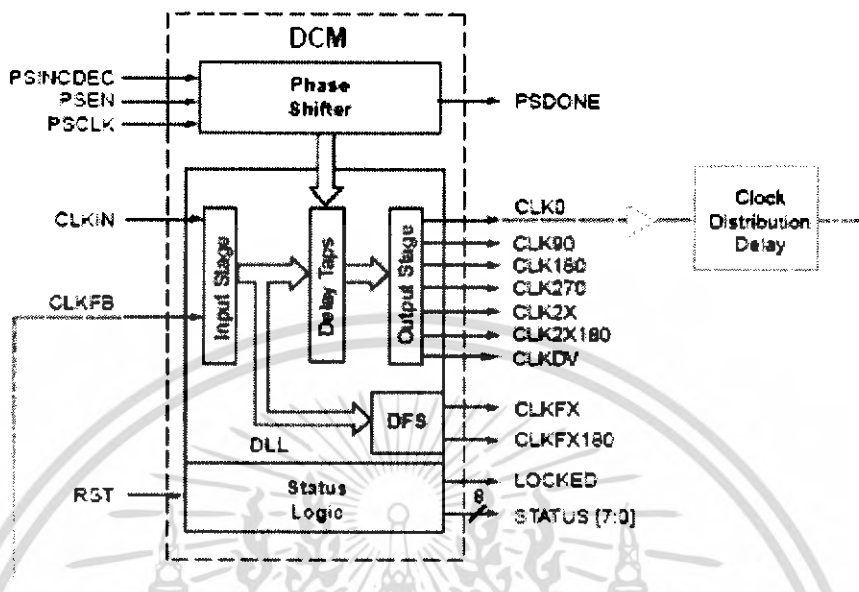 DCM
PSINCDEC
PSEN
PSCLK
Phase
Shifter
PSDONE
CLKIN
CLKFB
Input Stage
Delay Taps
Output Stage
CLK0
CLK90
CLK180
CLK270
CLK2X
CLK2X180
CLKDV
Clock
Distribution
Delay
DFS
CLKFX
CLKFX180
DLL
RST
Status
Logic
LOCKED
8
STATUS [7:0]